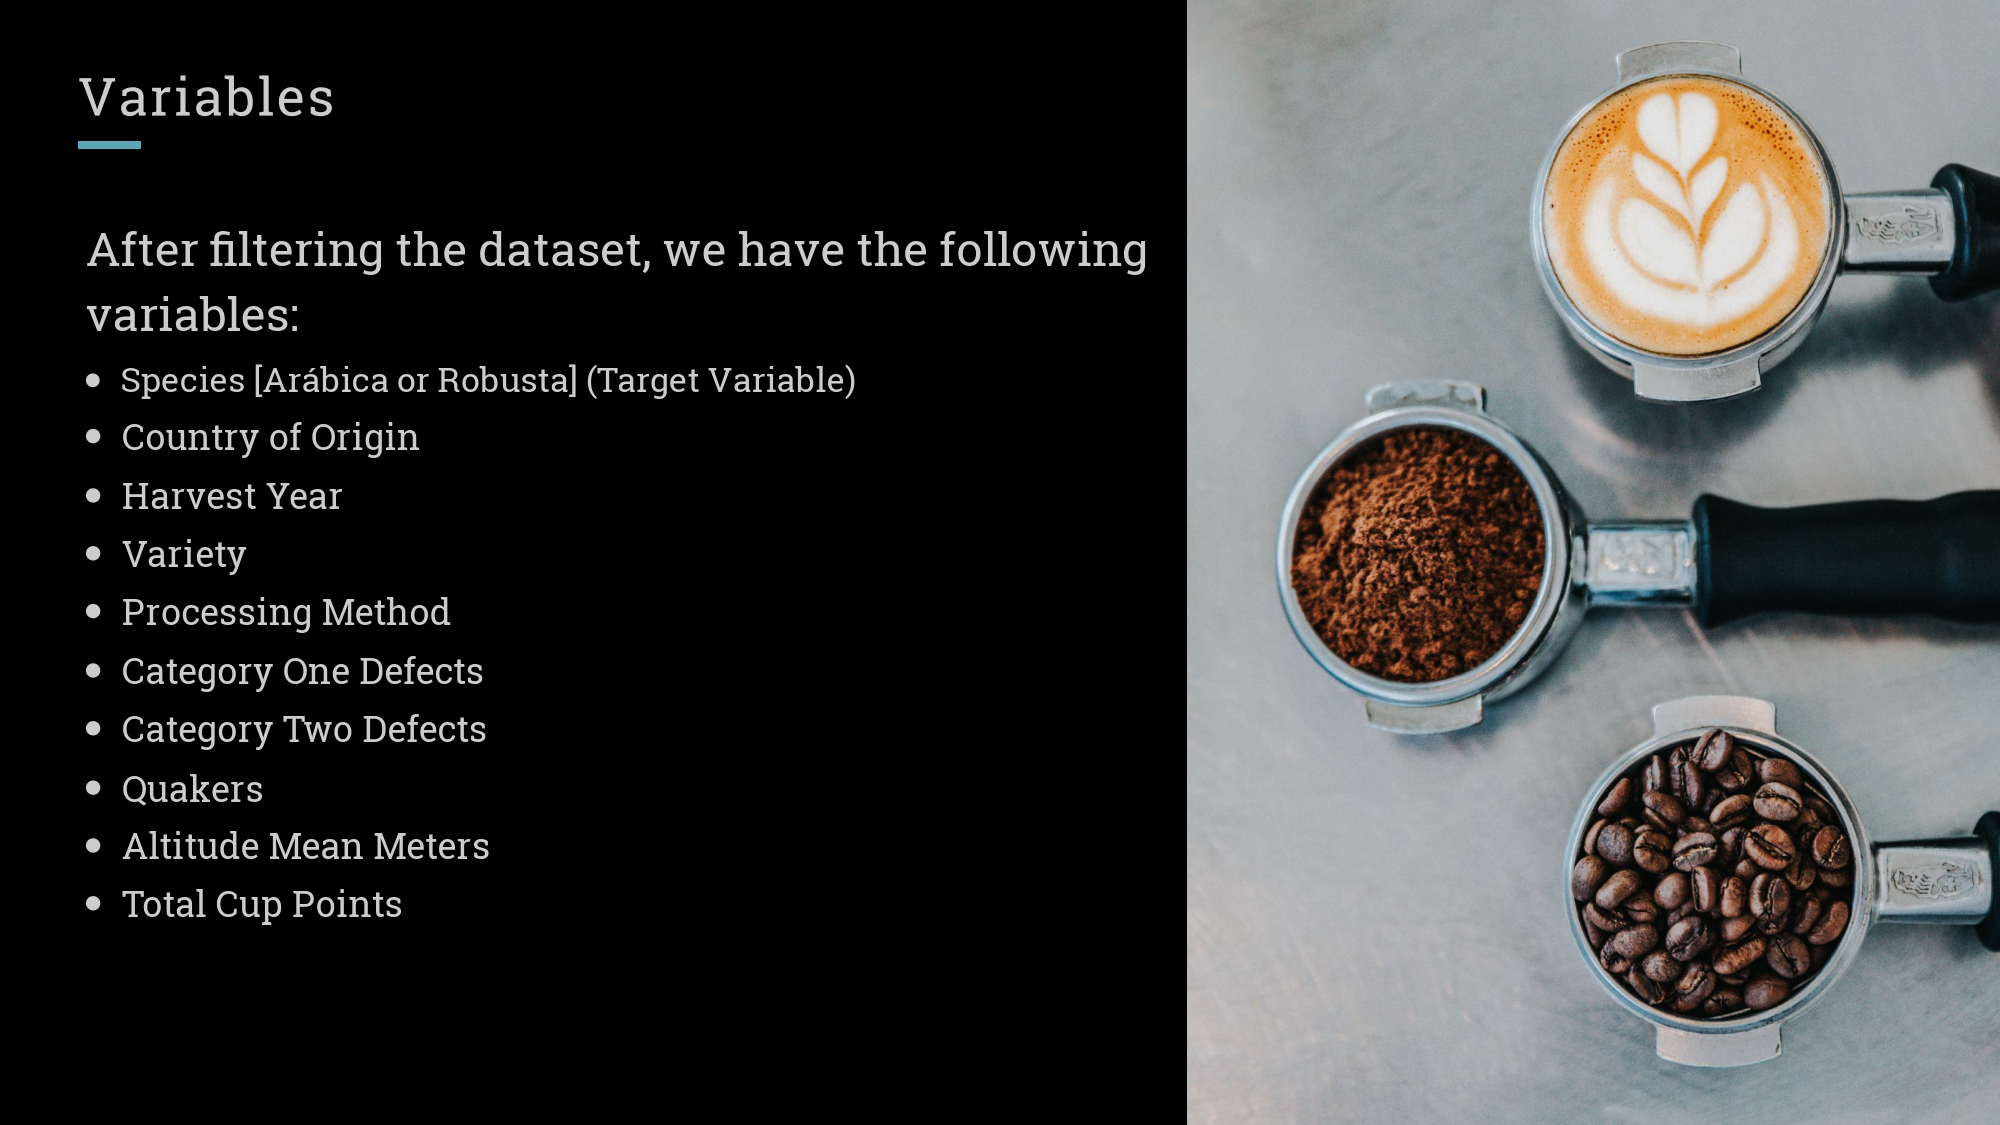 Variables
After filtering the dataset, we have the following
variables:
• Species [Arábica or Robusta] (Target Variable)
• Country of Origin
• Harvest Year
• Variety
• Processing Method
• Category One Defects
• Category Two Defects
• Quakers
• Altitude Mean Meters
• Total Cup Points